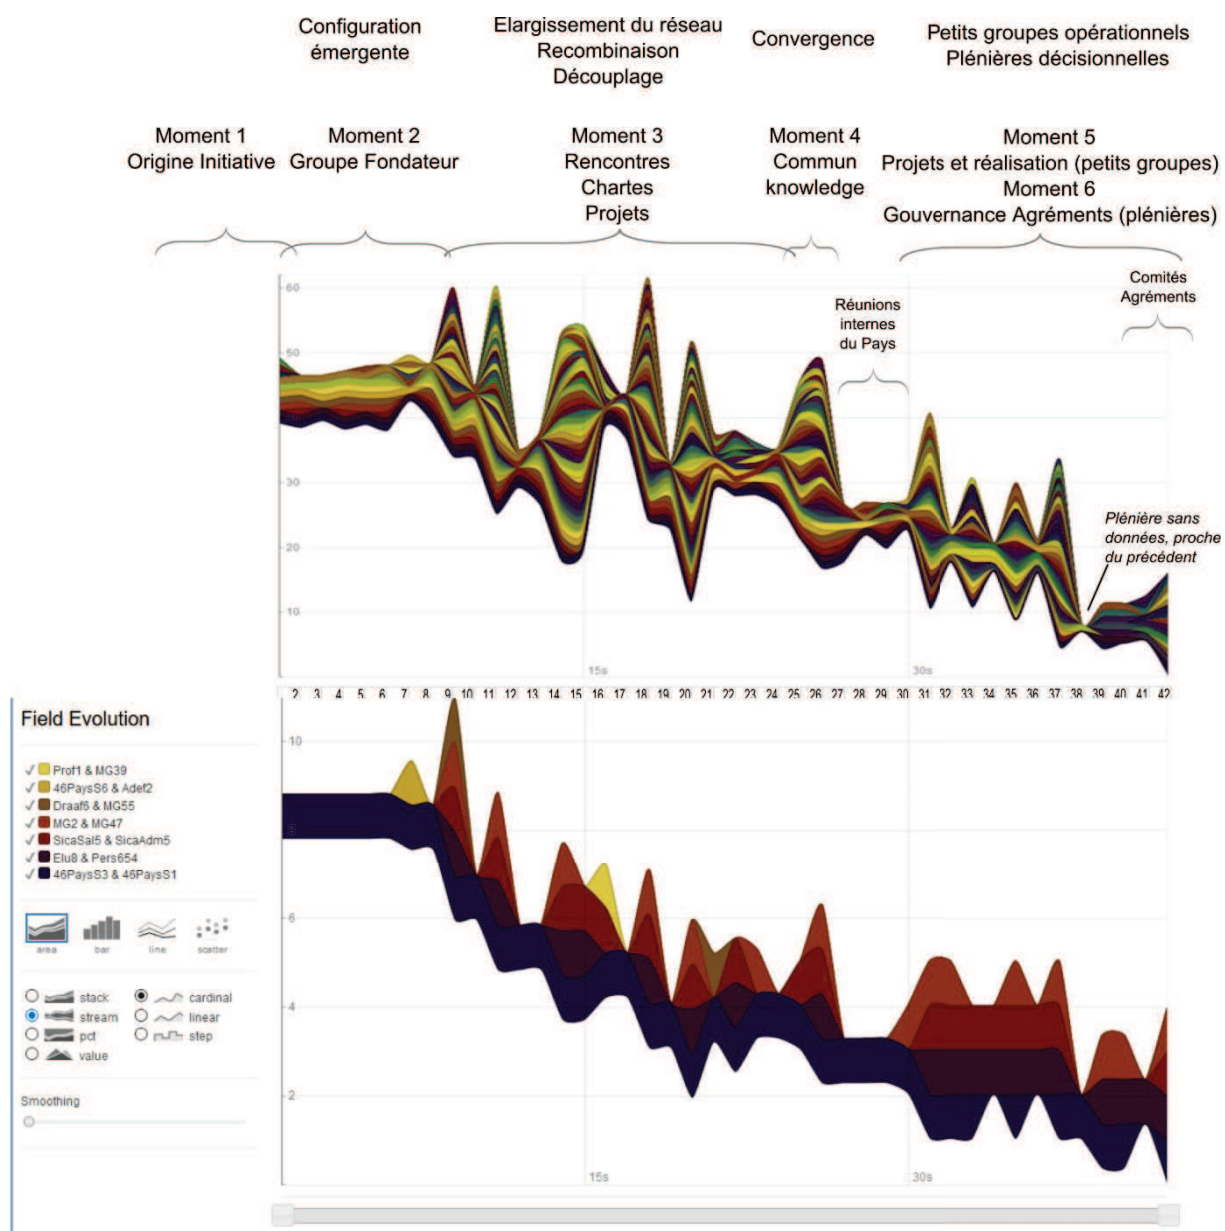 Configuration
émergente
Elargissement du réseau
Recombinaison
Découplage
Convergence
Petits groupes opérationnels
Plénières décisionnelles
Moment 1
Origine Initiative
Moment 2
Groupe Fondateur
Moment 3
Rencontres
Chartes
Projets
Moment 4
Commun
knowledge
Moment 5
Projets et réalisation (petits groupes)
Moment 6
Gouvernance Agréments (plénières)
Comités
Agréments
Réunions
internes
du Pays
60
50
30
20
10
Plénière sans
données, proche
du précédent
15s
30s
2 3 4 5 6 7 8 9 10 11 12 13 14 15 16 17 18 19 20 21 22 23 24 25 26 27 28 29 30 31 32 33 34 35 36 37 38 39 40 41 42
Field Evolution
Prof1 & MG39
46PaysS6 & Adef2
Draaf6 & MG55
MG2 & MG47
SicaSal5 & SicaAdm5
Elu8 & Pers654
46PaysS3 & 46PaysS1
area bar line scatter
stack cardinal
stream linear
pct step
value
Smoothing
10
6
4
2
15s
30s